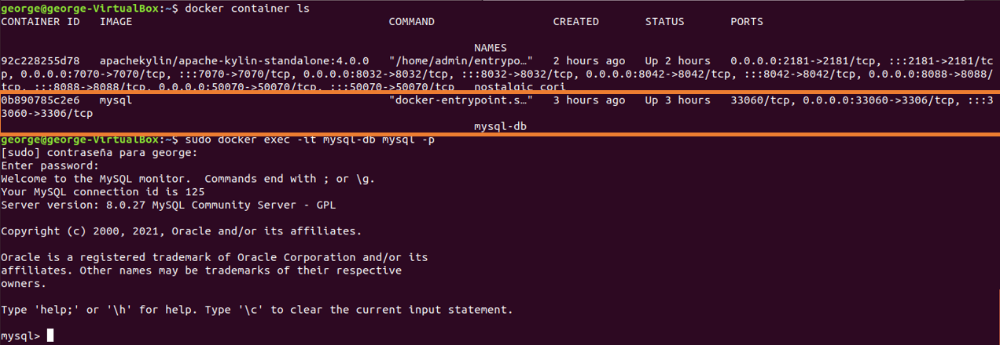 george@george-VirtualBox:~$ docker container ls
CONTAINER ID   IMAGE                                        COMMAND                  CREATED       STATUS       PORTS
NAMES
92c228255d78   apachekylin/apache-kylin-standalone:4.0.0   "/home/admin/entrypo…"   2 hours ago   Up 2 hours   0.0.0.0:2181->2181/tcp, :::2181->2181/tc
p, 0.0.0.0:7070->7070/tcp, :::7070->7070/tcp, 0.0.0.0:8032->8032/tcp, :::8032->8032/tcp, 0.0.0.0:8042->8042/tcp, :::8042->8042/tcp, 0.0.0.0:8088->8088/
tcp, :::8088->8088/tcp, 0.0.0.0:50070->50070/tcp, :::50070->50070/tcp   nostalgic_cori
0b890785c2e6   mysql                                        "docker-entrypoint.s…"   3 hours ago   Up 3 hours   33060/tcp, 0.0.0.0:33060->3306/tcp, :::3
3060->3306/tcp
mysql-db
george@george-VirtualBox:~$ sudo docker exec -it mysql-db mysql -p
[sudo] contraseña para george:
Enter password:
Welcome to the MySQL monitor.  Commands end with ; or \g.
Your MySQL connection id is 125
Server version: 8.0.27 MySQL Community Server - GPL
Copyright (c) 2000, 2021, Oracle and/or its affiliates.
Oracle is a registered trademark of Oracle Corporation and/or its
affiliates. Other names may be trademarks of their respective
owners.
Type 'help;' or '\h' for help. Type '\c' to clear the current input statement.
mysql>